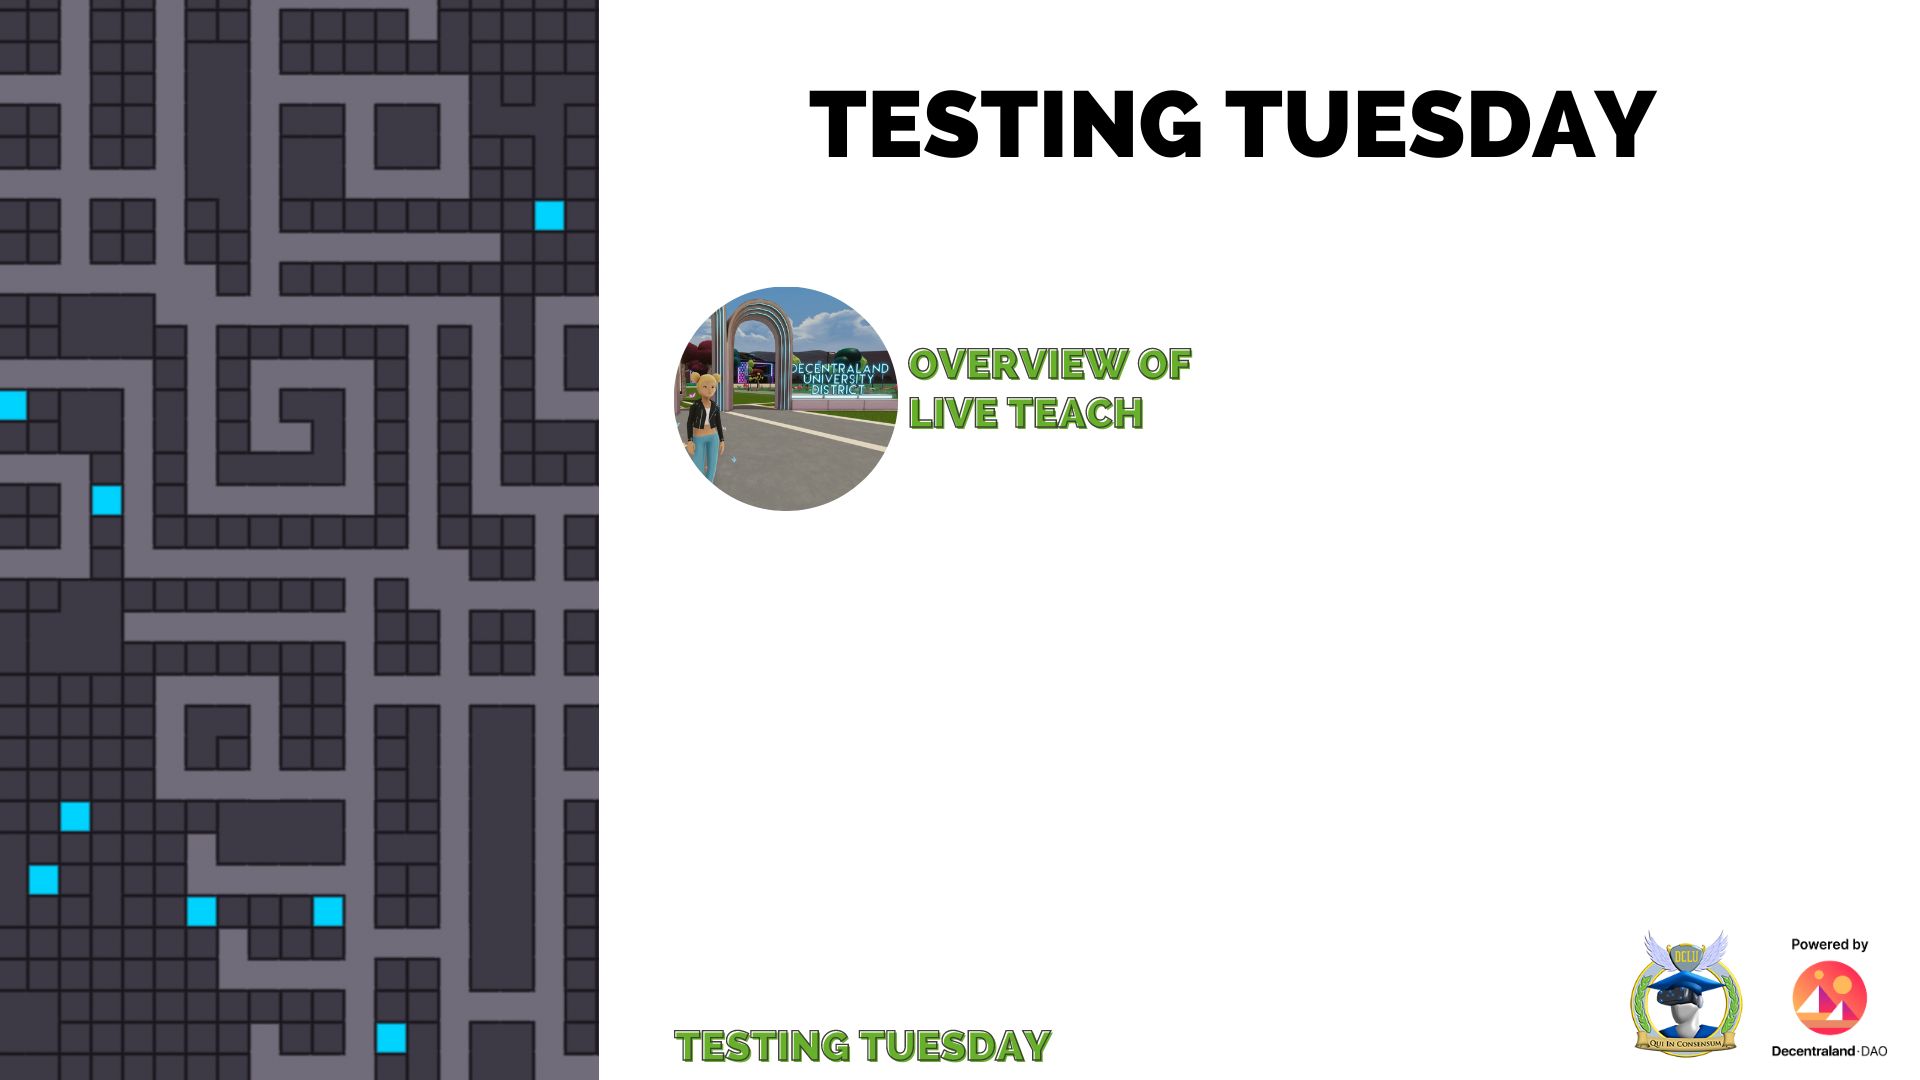 TESTING TUESDAY
DECENTRALAND
UNIVERSITY
DISTRICT
OVERVIEW OF
LIVE TEACH
TESTING TUESDAY
DCLU
QUI IN CONSENSUM
Powered by
Decentraland·DAO